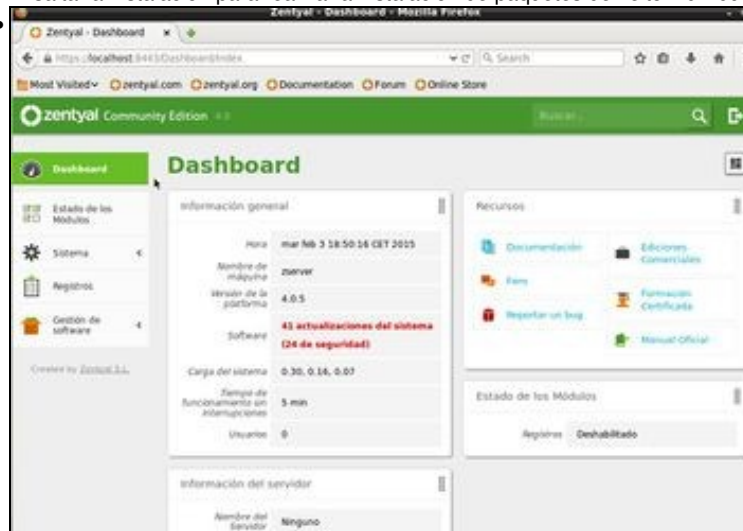 Zentyal - Dashboard - Mozilla Firefox
Zentyal - Dashboard
https://localhost:8443/Dashboard/Index
Search
Most Visited
zentyal.com
zentyal.org
Documentation
Forum
Online Store
zentyal Community Edition
Buscar...
Dashboard
Estado de los Módulos
Sistema
Registros
Gestión de software
Created by Zentyal S.L.
Dashboard
Información general
Hora mar feb 3 18:50:16 CET 2015
Nombre de máquina zserver
Versión de la plataforma 4.0.5
Software 41 actualizaciones del sistema (24 de seguridad)
Carga del sistema 0.30, 0.16, 0.07
Tiempo de funcionamiento sin interrupciones 5 min
Usuarios 0
Información del servidor
Nombre del Servidor Ninguno
Recursos
Documentación
Ediciones Comerciales
Foro
Formación Certificada
Reportar un bug
Manual Oficial
Estado de los Módulos
Registros Deshabilitado